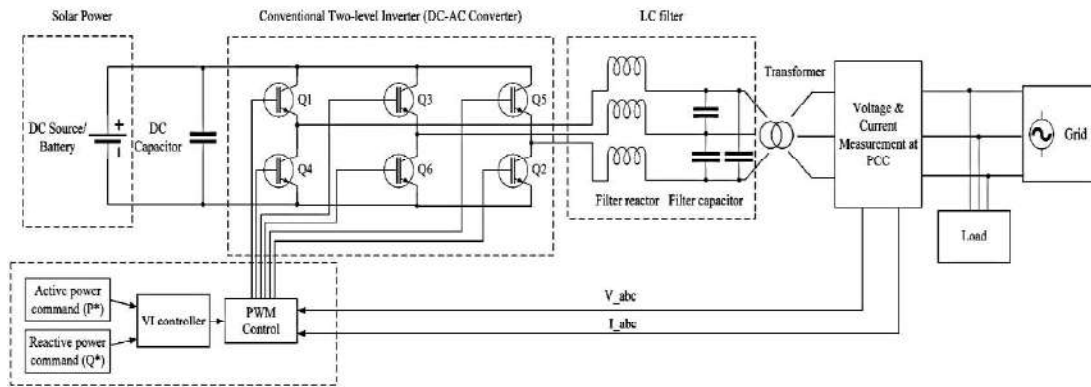 Solar Power
Conventional Two-level Inverter (DC-AC Converter)
LC filter
Transformer
Q1
Q3
Q5
DC Source/
Battery
+
−
DC
Capacitor
Q4
Q6
Q2
Voltage &
Current
Measurement at
PCC
Grid
Filter reactor
Filter capacitor
Load
Active power
command (P*)
VI controller
PWM
Control
Reactive power
command (Q*)
V_abc
I_abc